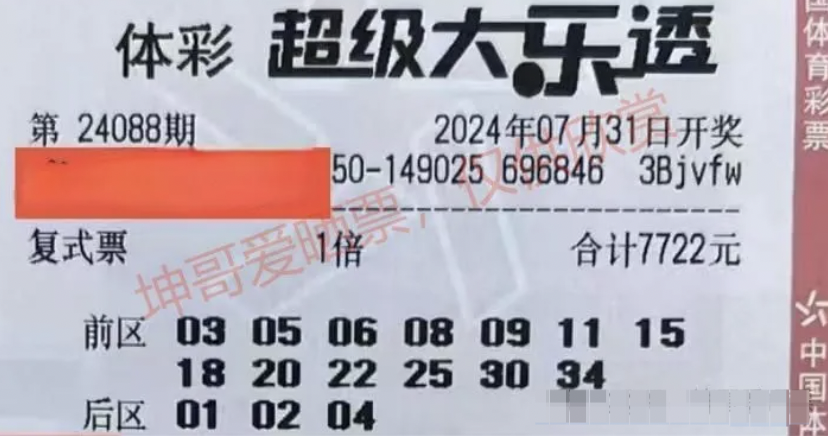 体彩 超级大乐透
第 24088期 2024年07月31日开奖
50-149025 696846 3Bjvfw
复式票 1倍 合计7722元
前区 03 05 06 08 09 11 15
18 20 22 25 30 34
后区 01 02 04
坤哥爱晒票，仅供欣赏
国体育彩票
中国体